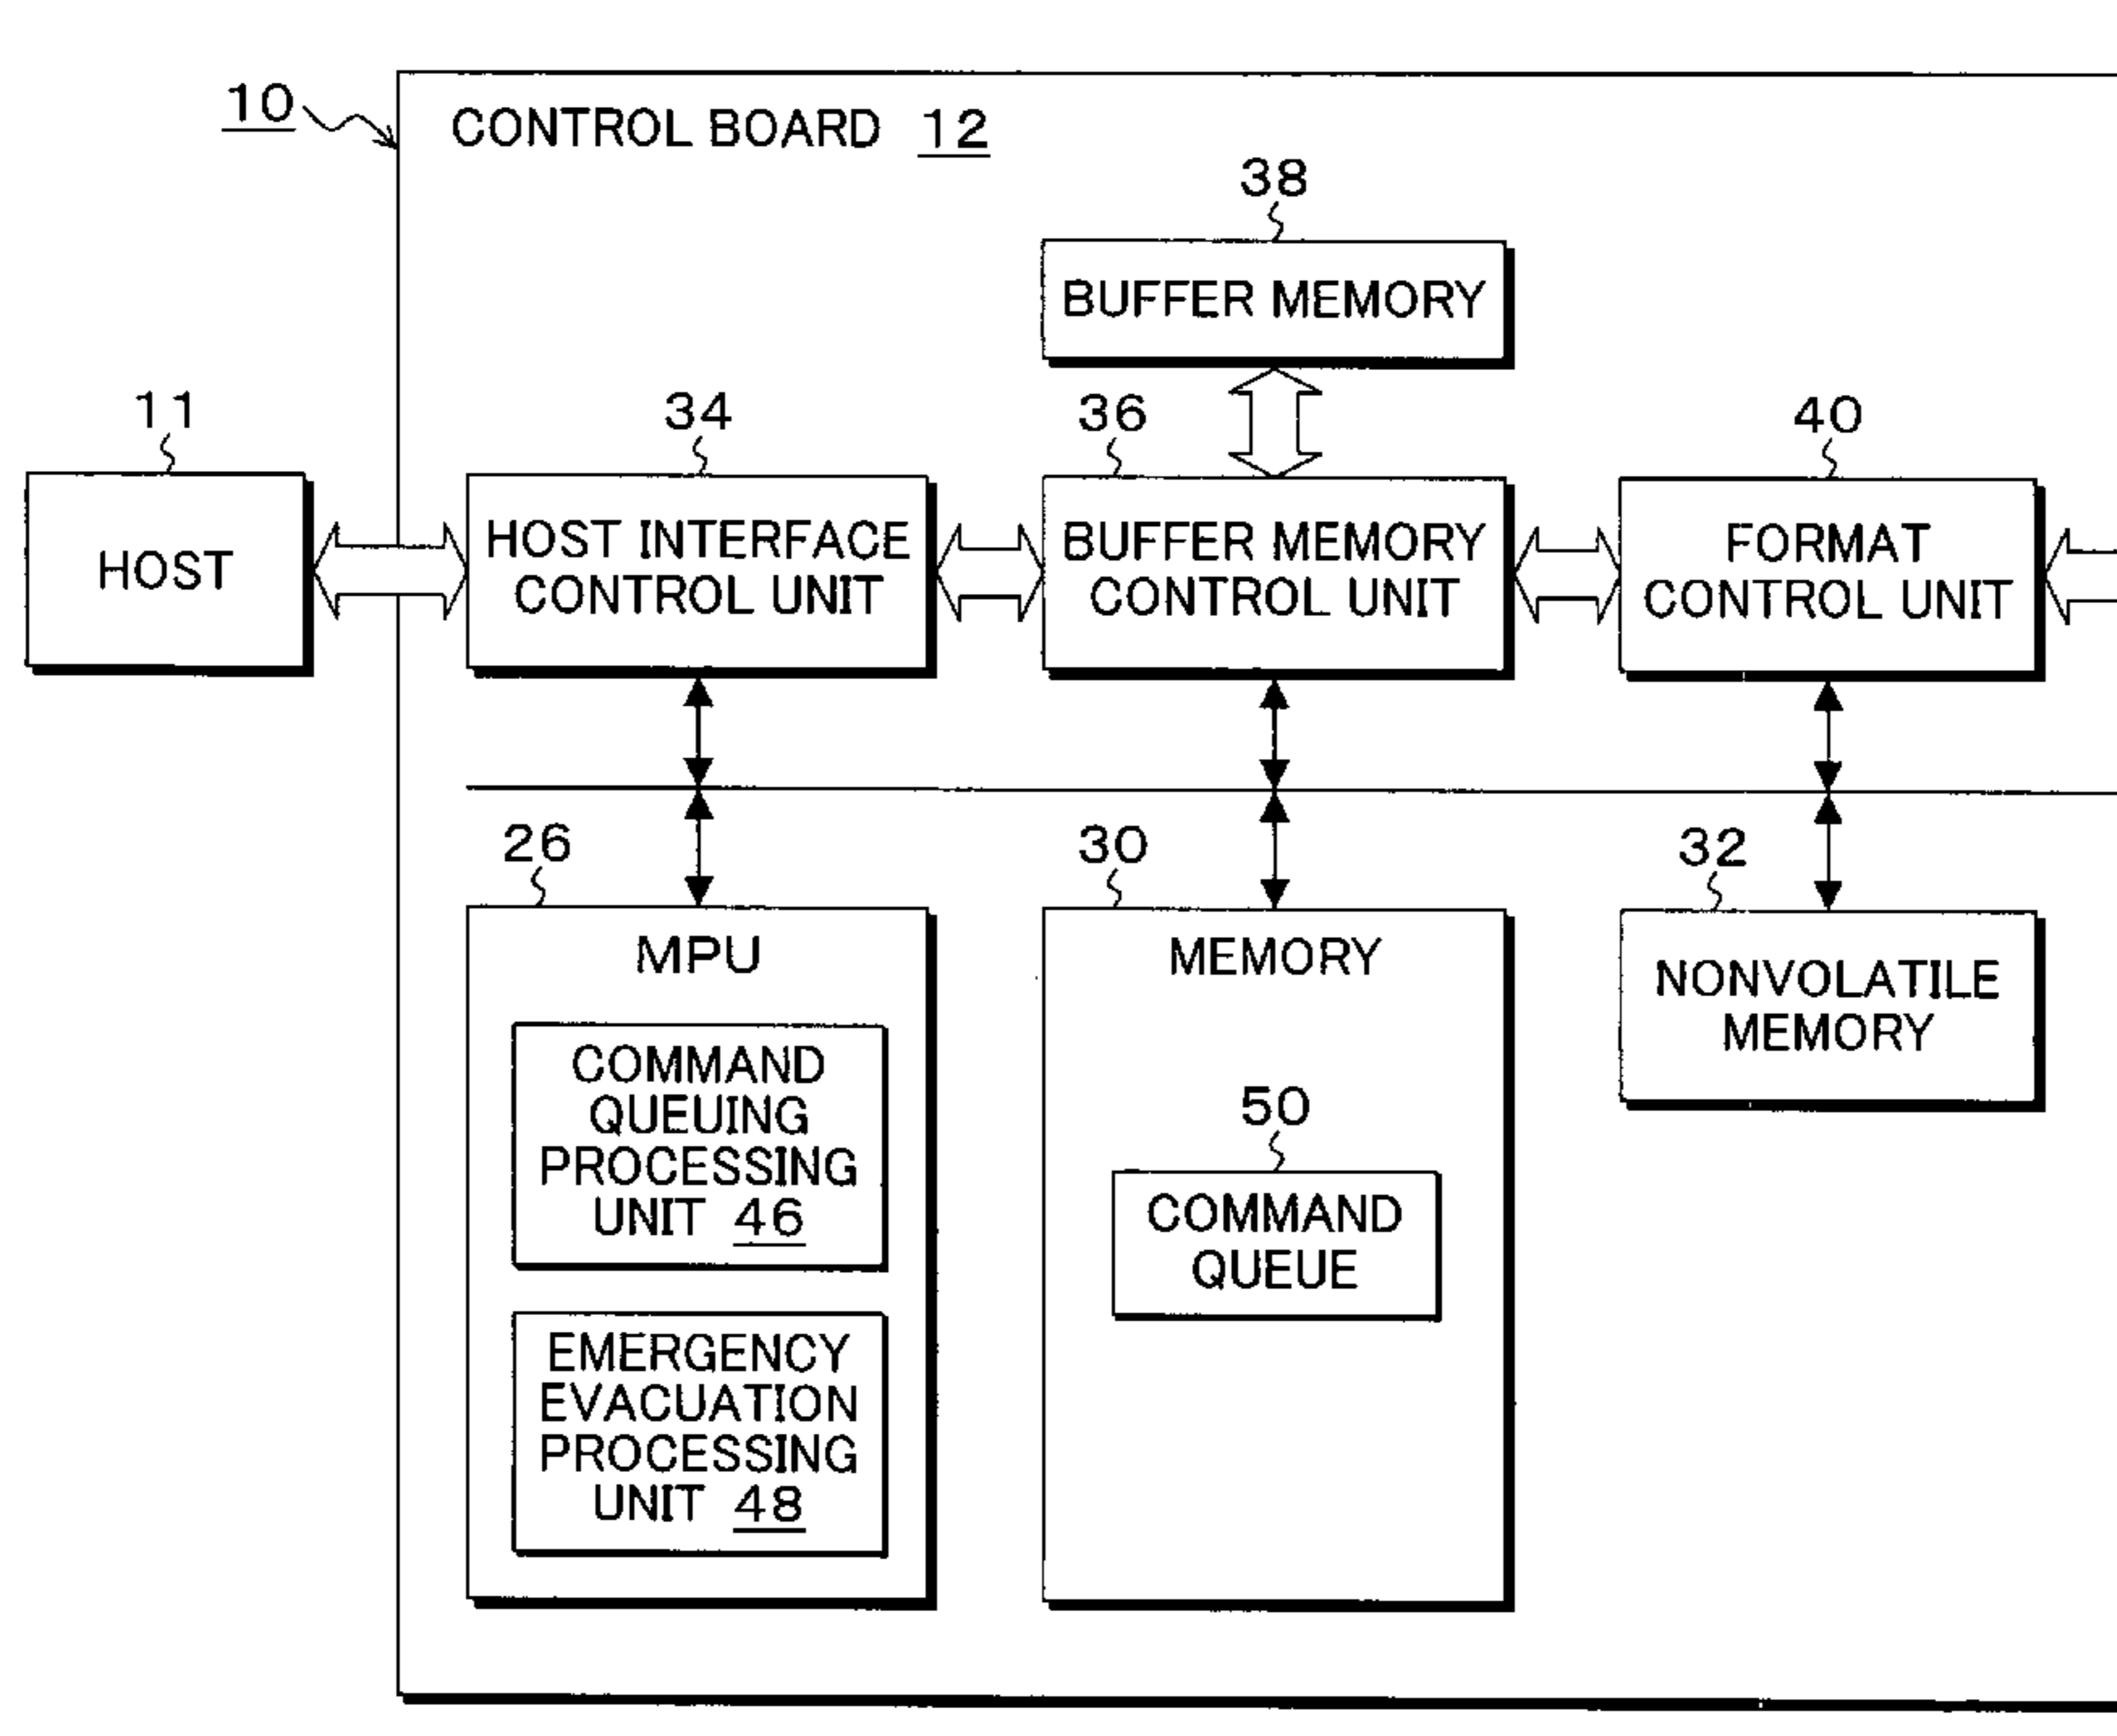 10
CONTROL BOARD 12
38
BUFFER MEMORY
11
34
36
40
HOST
HOST INTERFACE
CONTROL UNIT
BUFFER MEMORY
CONTROL UNIT
FORMAT
CONTROL UNIT
26
30
32
MPU
MEMORY
NONVOLATILE
MEMORY
COMMAND
QUEUING
PROCESSING
UNIT 46
50
COMMAND
QUEUE
EMERGENCY
EVACUATION
PROCESSING
UNIT 48